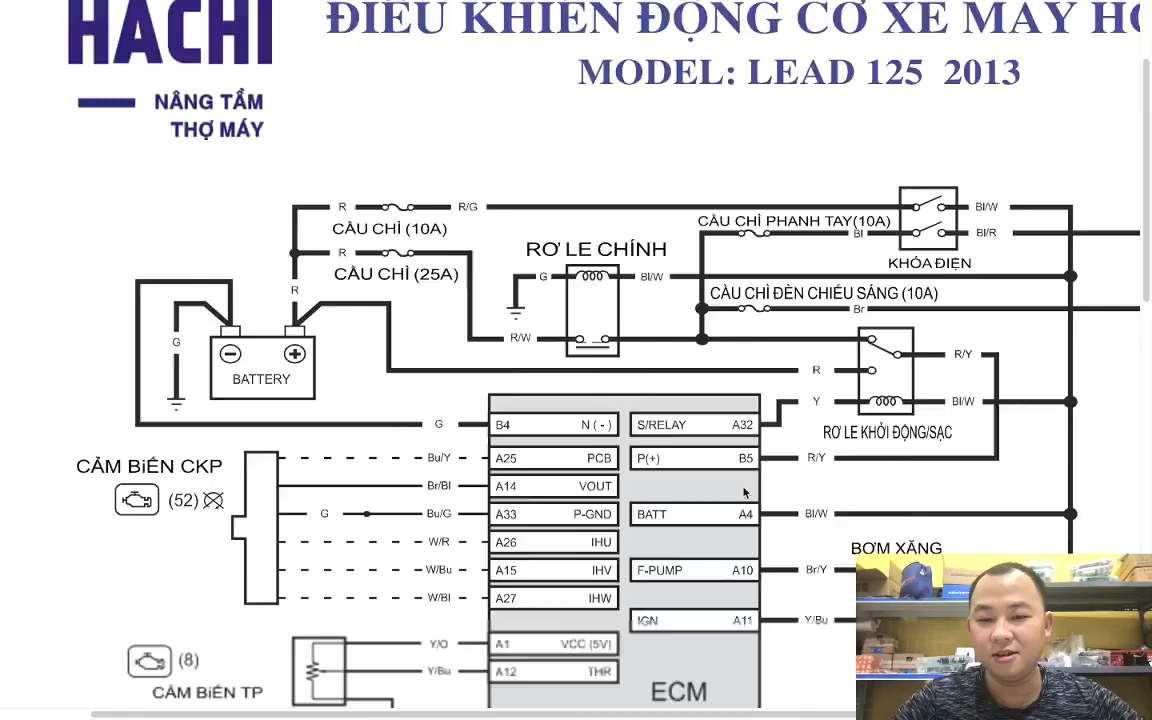 HACHI
NÂNG TẦM
THỢ MÁY
ĐIỀU KHIỂN ĐỘNG CƠ XE MÁY HO
MODEL: LEAD 125 2013
R
R/G
CẦU CHÌ (10A)
R
CẦU CHÌ (25A)
R
RƠ LE CHÍNH
G
Bl/W
R/W
CẦU CHÌ PHANH TAY(10A)
Bl
Bl/W
Bl/R
KHÓA ĐIỆN
CẦU CHÌ ĐÈN CHIẾU SÁNG (10A)
Br
G
BATTERY
R
R/Y
Y
Bl/W
RƠ LE KHỞI ĐỘNG/SẠC
G
B4 N ( - )
S/RELAY A32
CẢM BIẾN CKP
(52)
Bu/Y
A25 PCB
P(+) B5
R/Y
Br/Bl
A14 VOUT
G
Bu/G
A33 P-GND
BATT A4
Bl/W
W/R
A26 IHU
BƠM XĂNG
W/Bu
A15 IHV
F-PUMP A10
Br/Y
W/Bl
A27 IHW
IGN A11
Y/Bu
Y/O
A1 VCC (5V)
(8)
Y/Bu
A12 THR
CẢM BIẾN TP
ECM